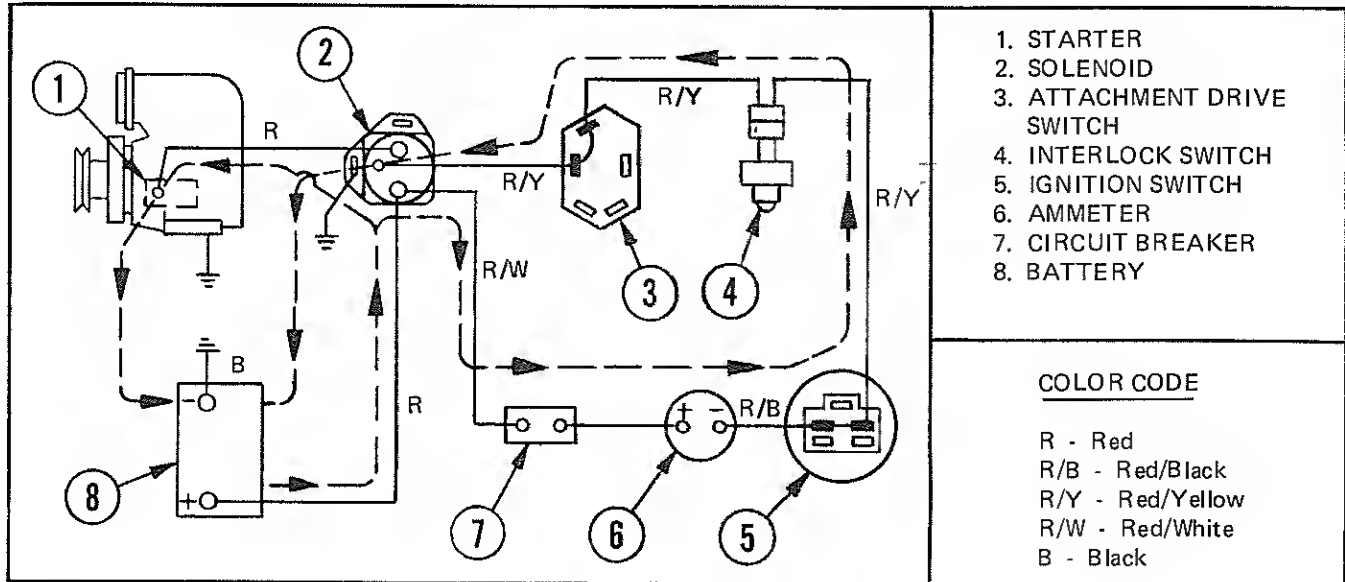 1
2
3
4
5
6
7
8
R
R/Y
R/Y
R/Y
R/W
R
B
R/B
-
+
+ -
1. STARTER
2. SOLENOID
3. ATTACHMENT DRIVE
SWITCH
4. INTERLOCK SWITCH
5. IGNITION SWITCH
6. AMMETER
7. CIRCUIT BREAKER
8. BATTERY
COLOR CODE
R - Red
R/B - Red/Black
R/Y - Red/Yellow
R/W - Red/White
B - Black